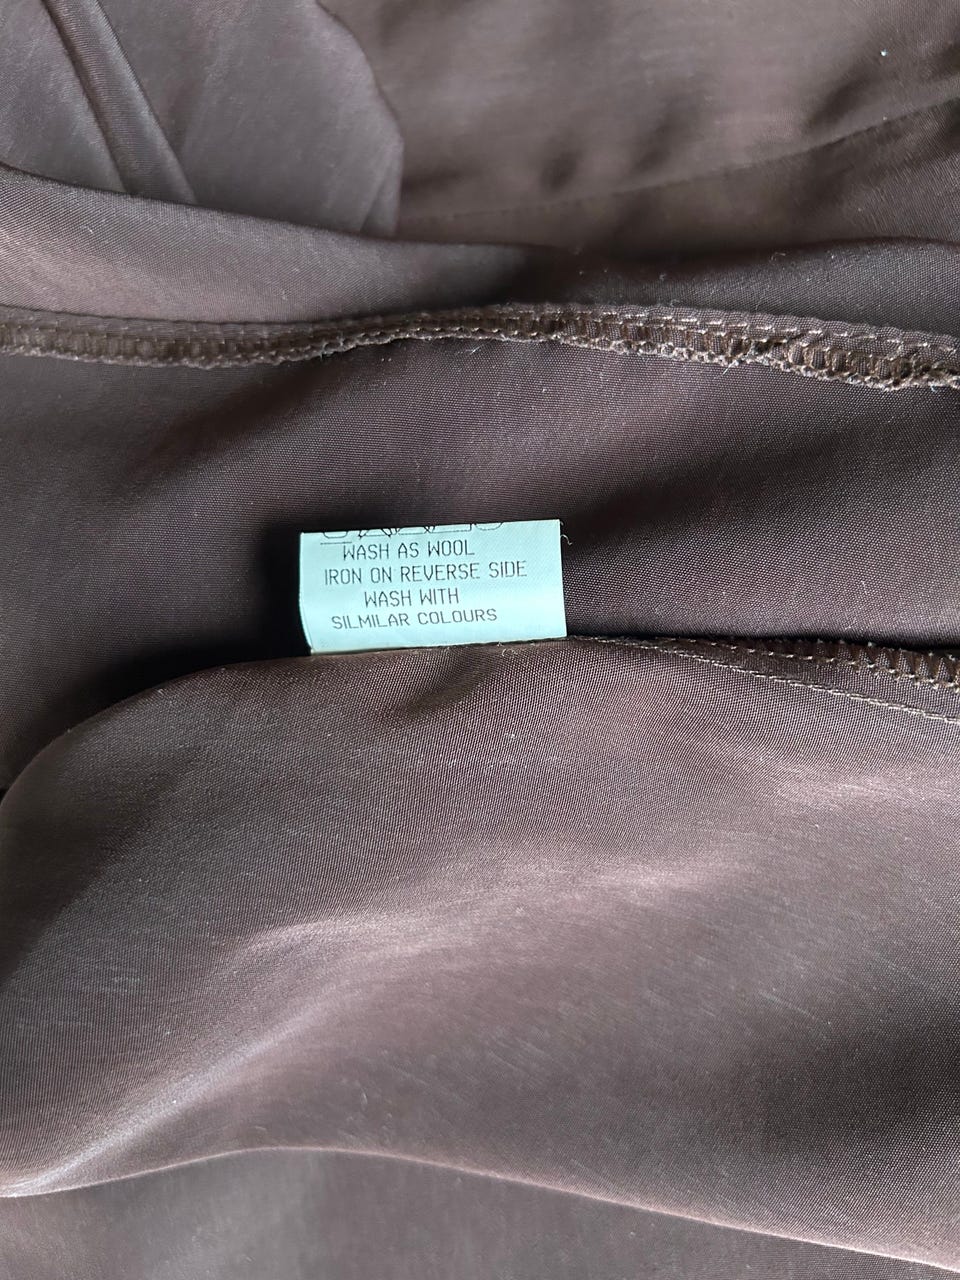 WASH AS WOOL
IRON ON REVERSE SIDE
WASH WITH
SILMILAR COLOURS